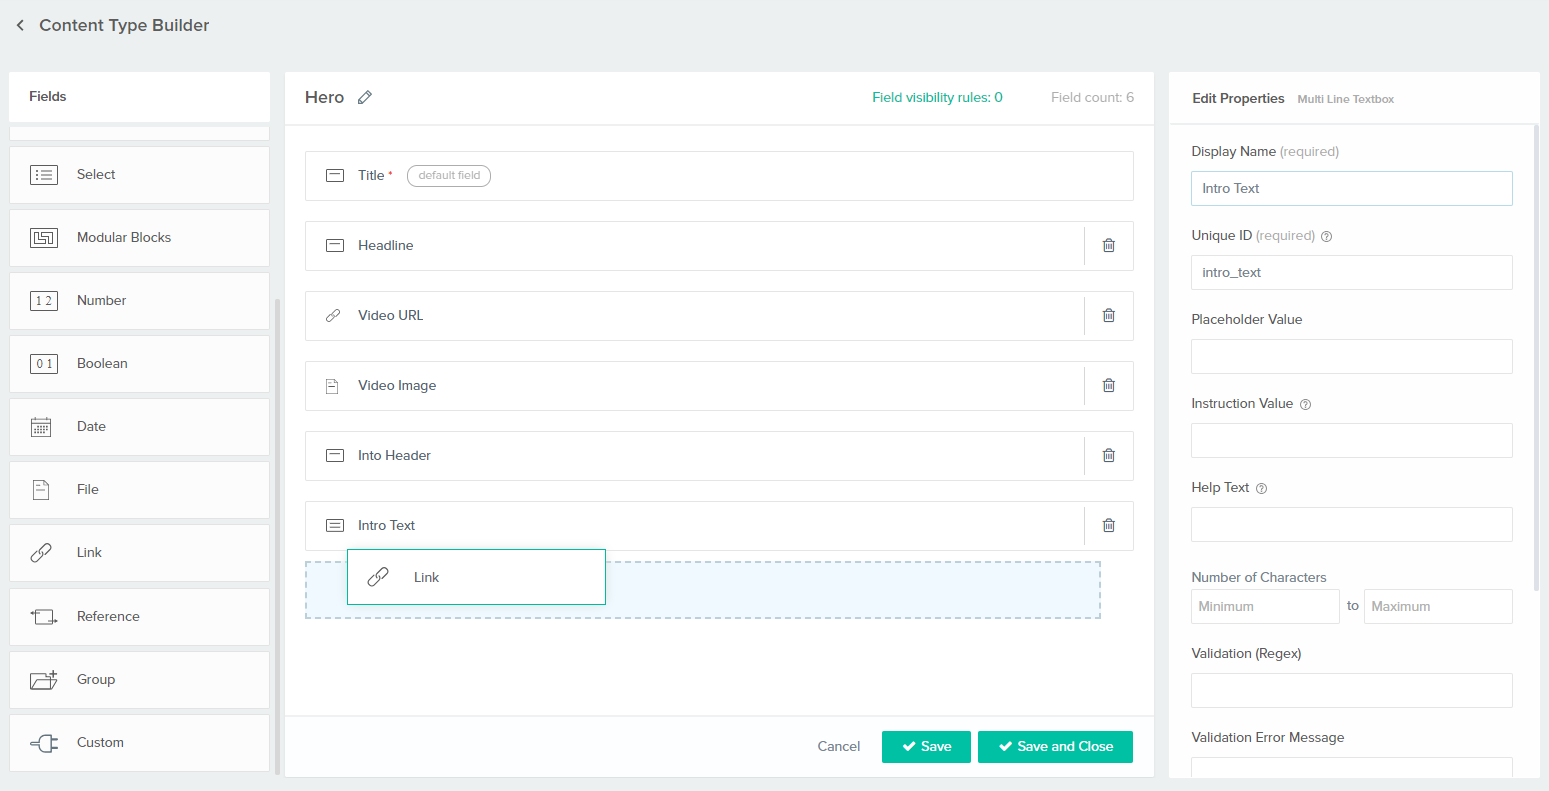 Content Type Builder
Fields
Select
Modular Blocks
1 2 Number
0 1 Boolean
Date
File
Link
Reference
Group
Custom
Hero
Field visibility rules: 0
Field count: 6
Title * default field
Headline
Video URL
Video Image
Into Header
Intro Text
Link
Cancel
Save
Save and Close
Edit Properties Multi Line Textbox
Display Name (required)
Intro Text
Unique ID (required) ?
intro_text
Placeholder Value
Instruction Value ?
Help Text ?
Number of Characters
Minimum to Maximum
Validation (Regex)
Validation Error Message